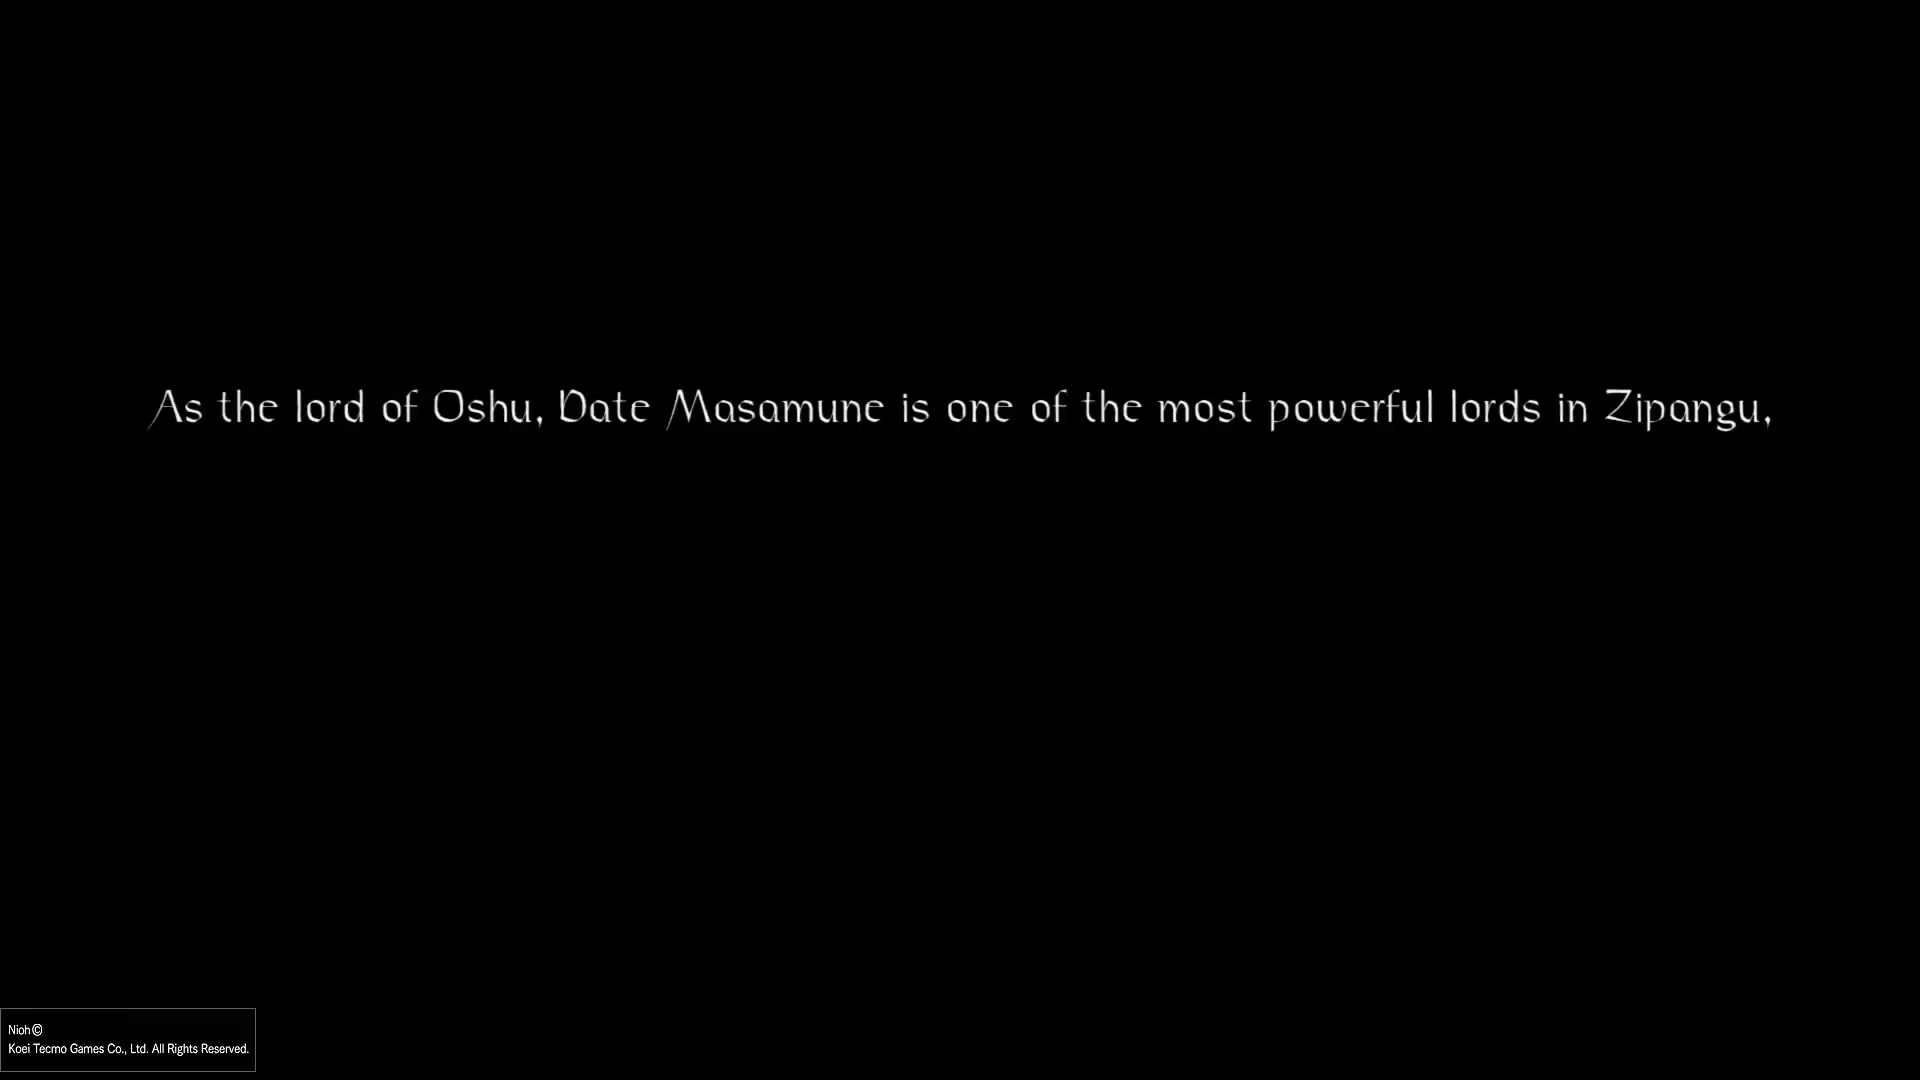 As the lord of Oshu, Date Masamune is one of the most powerful lords in Zipangu,
Nioh©
Koei Tecmo Games Co., Ltd. All Rights Reserved.